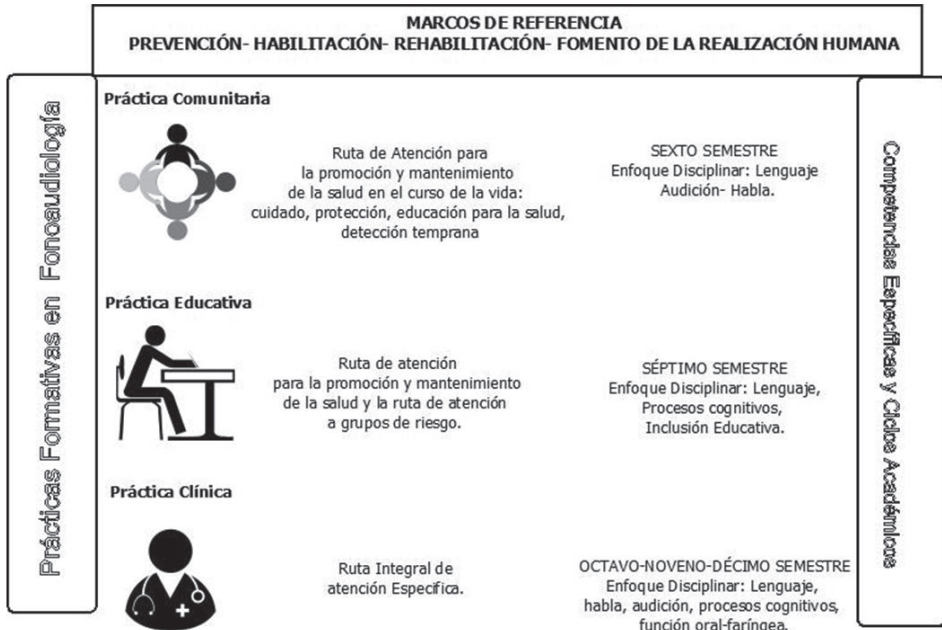 MARCOS DE REFERENCIA
PREVENCIÓN- HABILITACIÓN- REHABILITACIÓN- FOMENTO DE LA REALIZACIÓN HUMANA
Prácticas Formativas en Fonoaudiología
Práctica Comunitaria
Ruta de Atención para
la promoción y mantenimiento
de la salud en el curso de la vida:
cuidado, protección, educación para la salud,
detección temprana
SEXTO SEMESTRE
Enfoque Disciplinar: Lenguaje
Audición- Habla.
Práctica Educativa
Ruta de atención
para la promoción y mantenimiento
de la salud y la ruta de atención
a grupos de riesgo.
SÉPTIMO SEMESTRE
Enfoque Disciplinar: Lenguaje,
Procesos cognitivos,
Inclusión Educativa.
Práctica Clínica
Ruta Integral de
atención Especifica.
OCTAVO-NOVENO-DÉCIMO SEMESTRE
Enfoque Disciplinar: Lenguaje,
habla, audición, procesos cognitivos,
función oral-faríngea.
Competencias Específicas y Ciclos Académicos